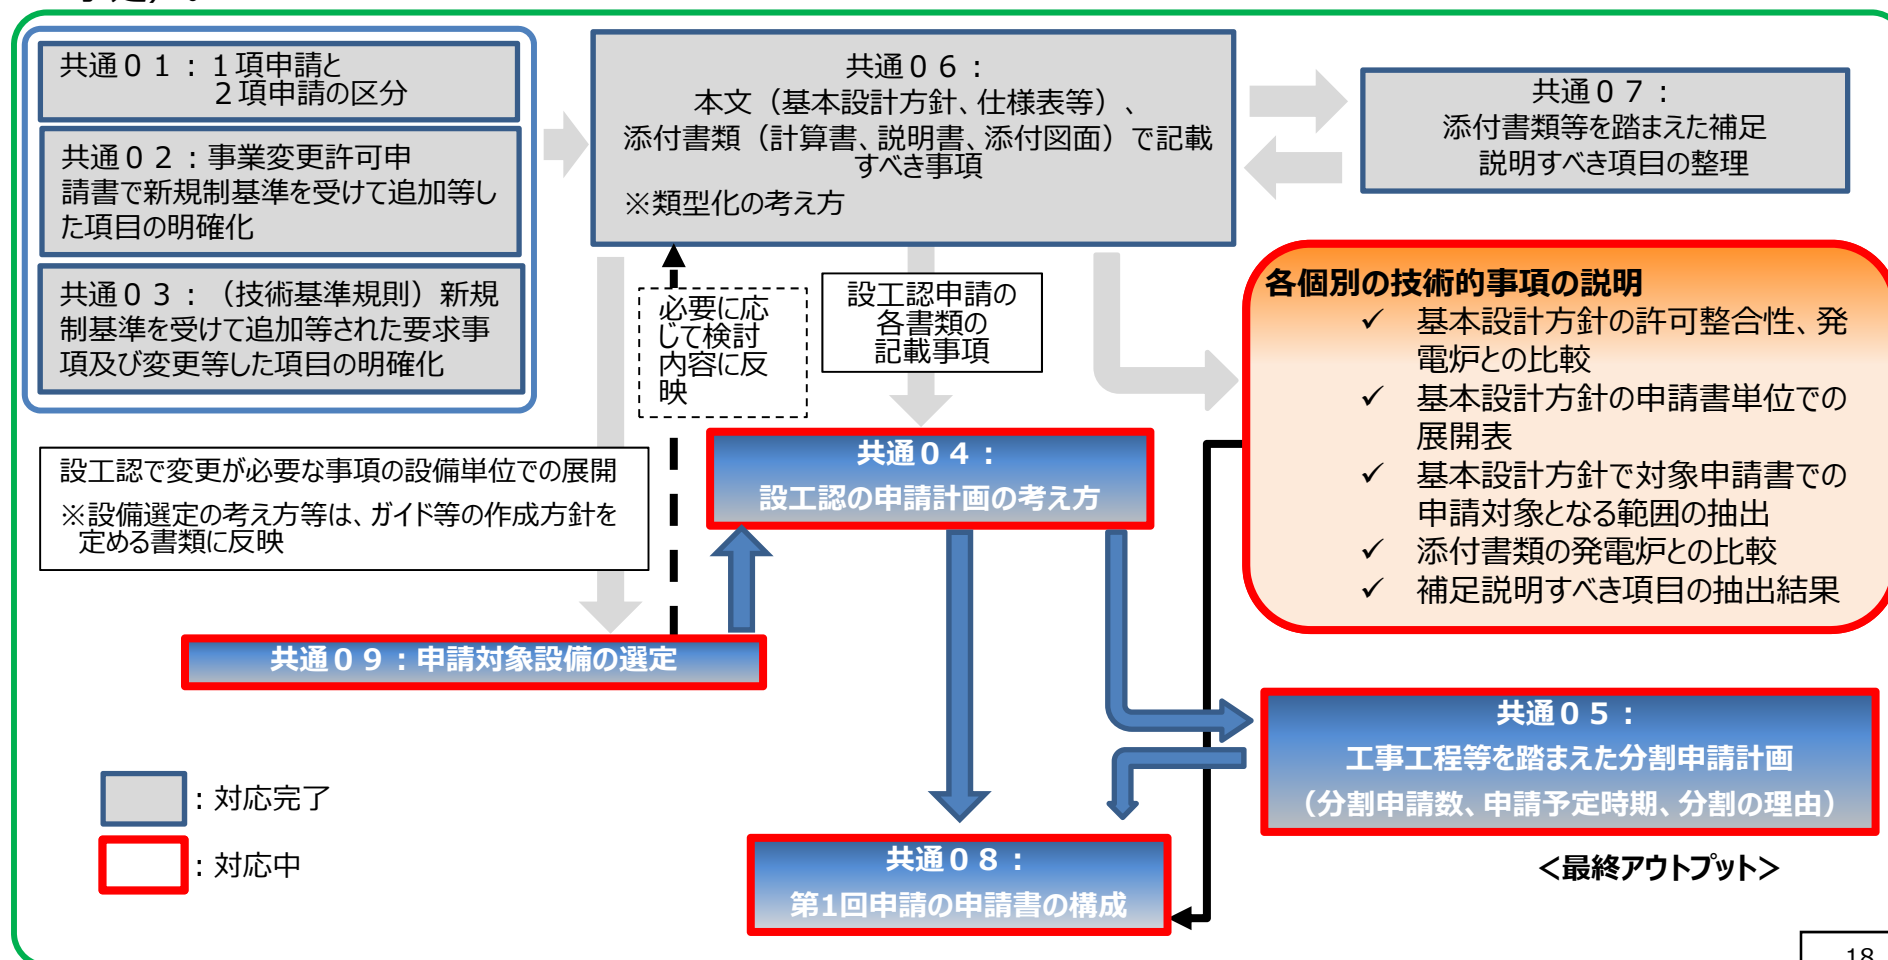 共通０１：１項申請と
２項申請の区分
共通０２：事業変更許可申
請書で新規制基準を受けて追加等し
た項目の明確化
共通０３：（技術基準規則）新規
制基準を受けて追加等された要求事
項及び変更等した項目の明確化
共通０６：
本文（基本設計方針、仕様表等）、
添付書類（計算書、説明書、添付図面）で記載
すべき事項
※類型化の考え方
共通０７：
添付書類等を踏まえた補足
説明すべき項目の整理
必要に応
じて検討
内容に反
映
設工認申請の
各書類の
記載事項
各個別の技術的事項の説明
✓ 基本設計方針の許可整合性、発
電炉との比較
✓ 基本設計方針の申請書単位での
展開表
✓ 基本設計方針で対象申請書での
申請対象となる範囲の抽出
✓ 添付書類の発電炉との比較
✓ 補足説明すべき項目の抽出結果
設工認で変更が必要な事項の設備単位での展開
※設備選定の考え方等は、ガイド等の作成方針を
定める書類に反映
共通０４：
設工認の申請計画の考え方
共通０９：申請対象設備の選定
共通０５：
工事工程等を踏まえた分割申請計画
（分割申請数、申請予定時期、分割の理由）
：対応完了
：対応中
共通０８：
第1回申請の申請書の構成
＜最終アウトプット＞
18